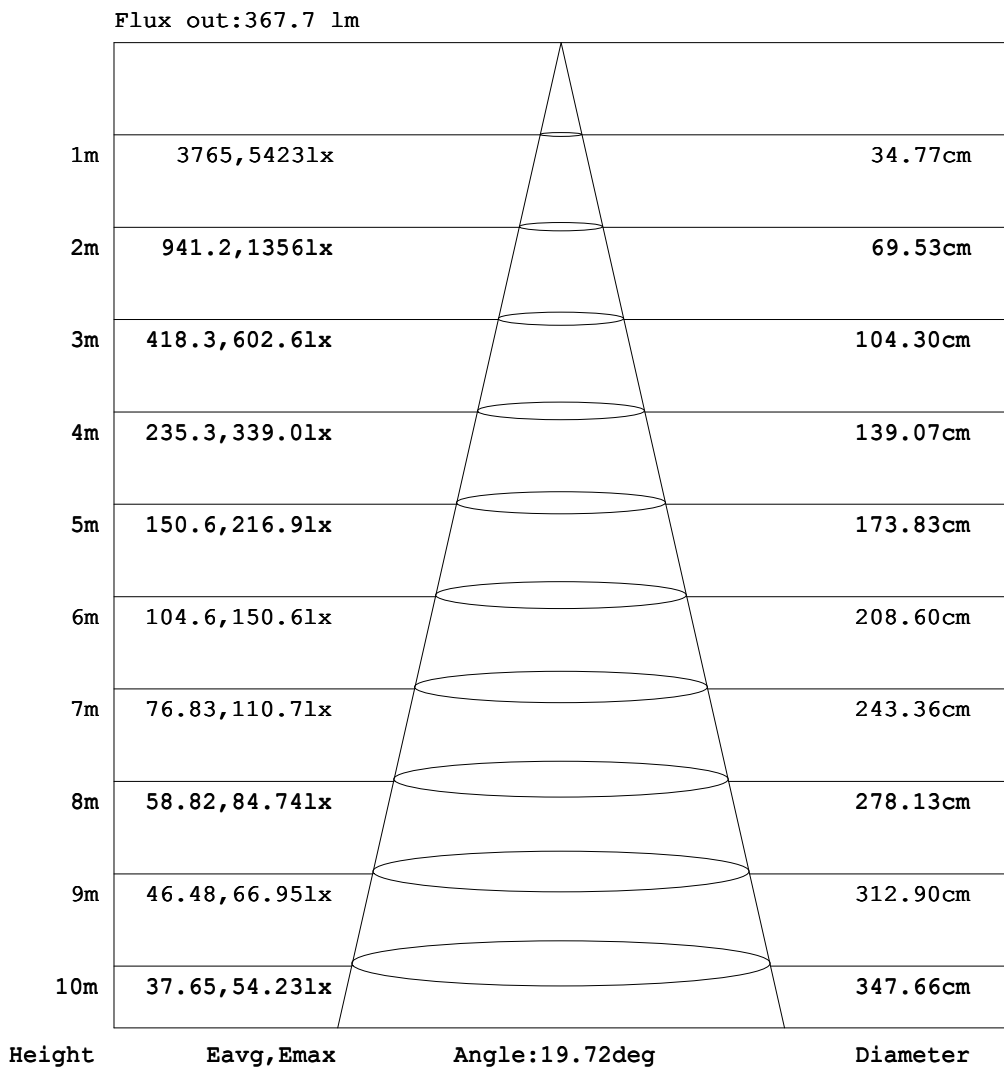 Flux out:367.7 lm
1m 3765,5423lx 34.77cm
2m 941.2,1356lx 69.53cm
3m 418.3,602.6lx 104.30cm
4m 235.3,339.0lx 139.07cm
5m 150.6,216.9lx 173.83cm
6m 104.6,150.6lx 208.60cm
7m 76.83,110.7lx 243.36cm
8m 58.82,84.74lx 278.13cm
9m 46.48,66.95lx 312.90cm
10m 37.65,54.23lx 347.66cm
Height Eavg,Emax Angle:19.72deg Diameter